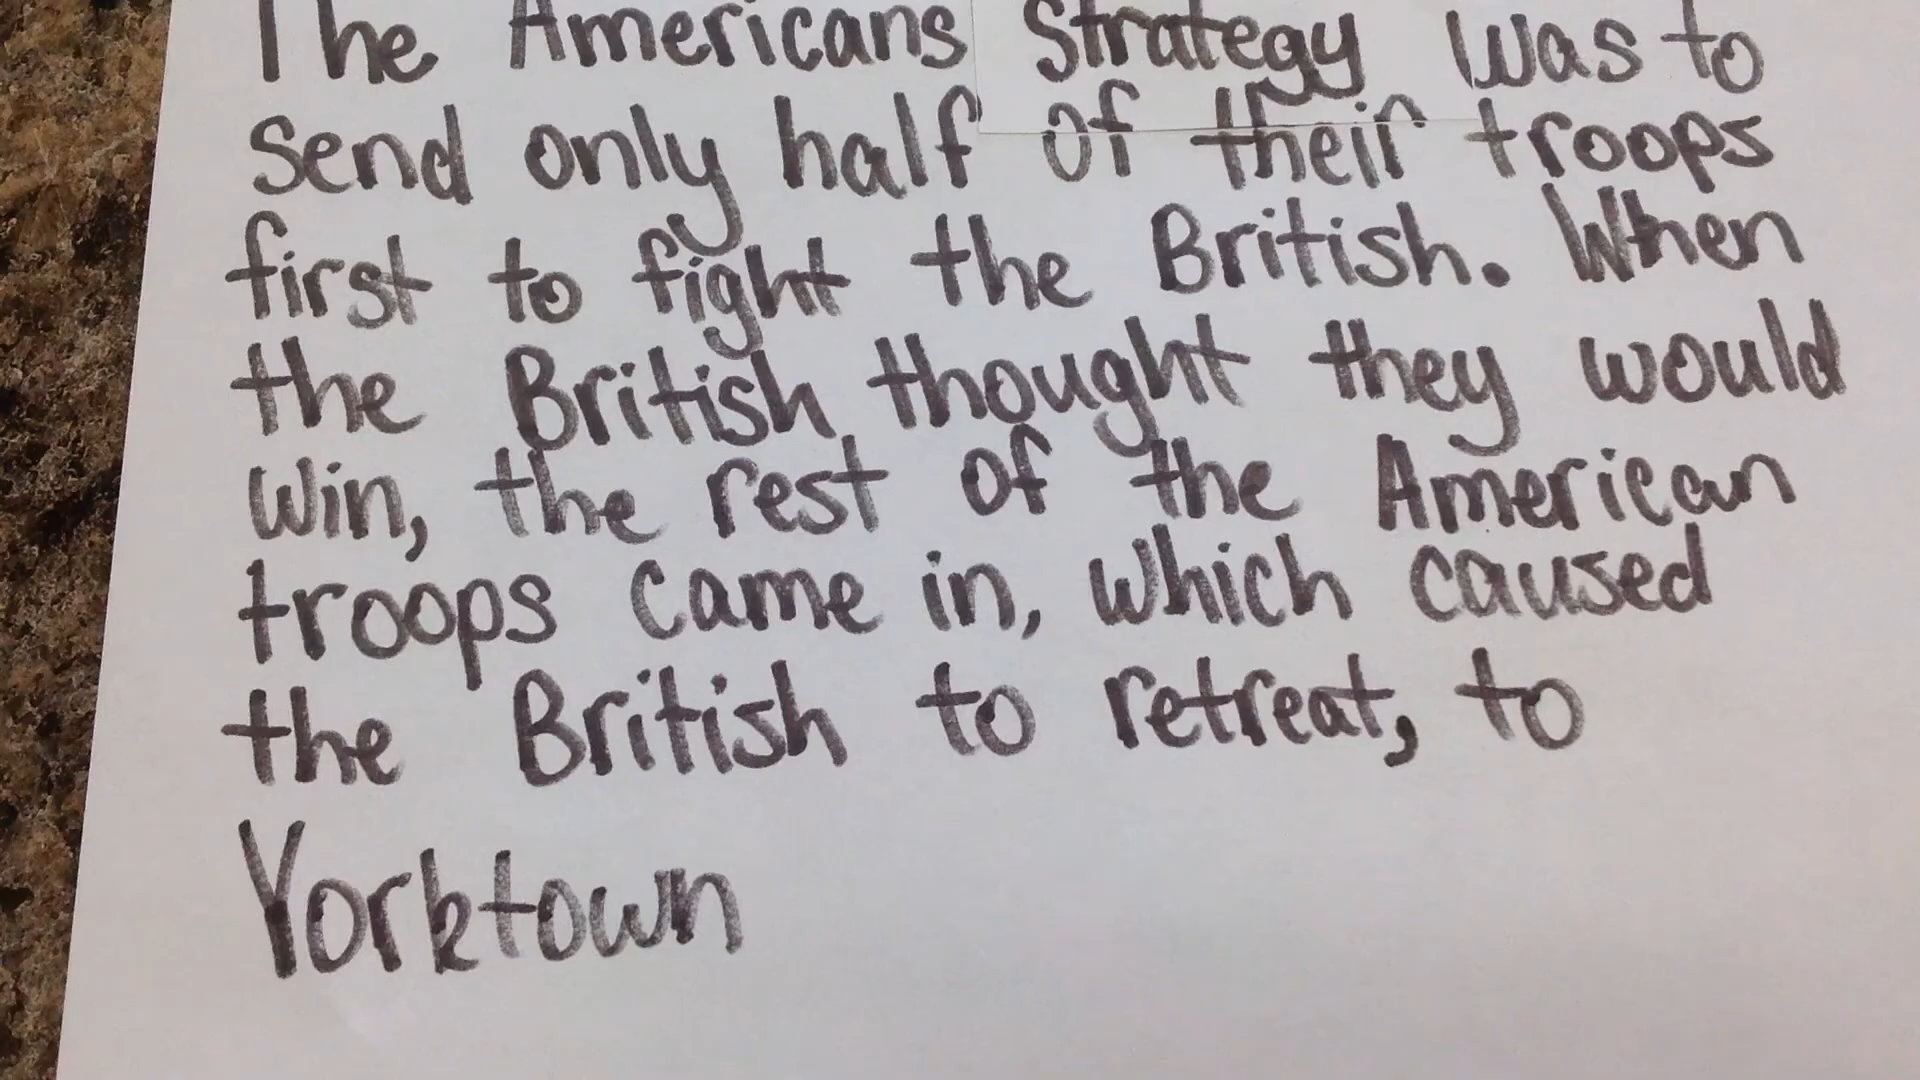 The Americans Strategy was to
send only half of their troops
first to fight the British. When
the British thought they would
win, the rest of the American
troops came in, which caused
the British to retreat, to
Yorktown